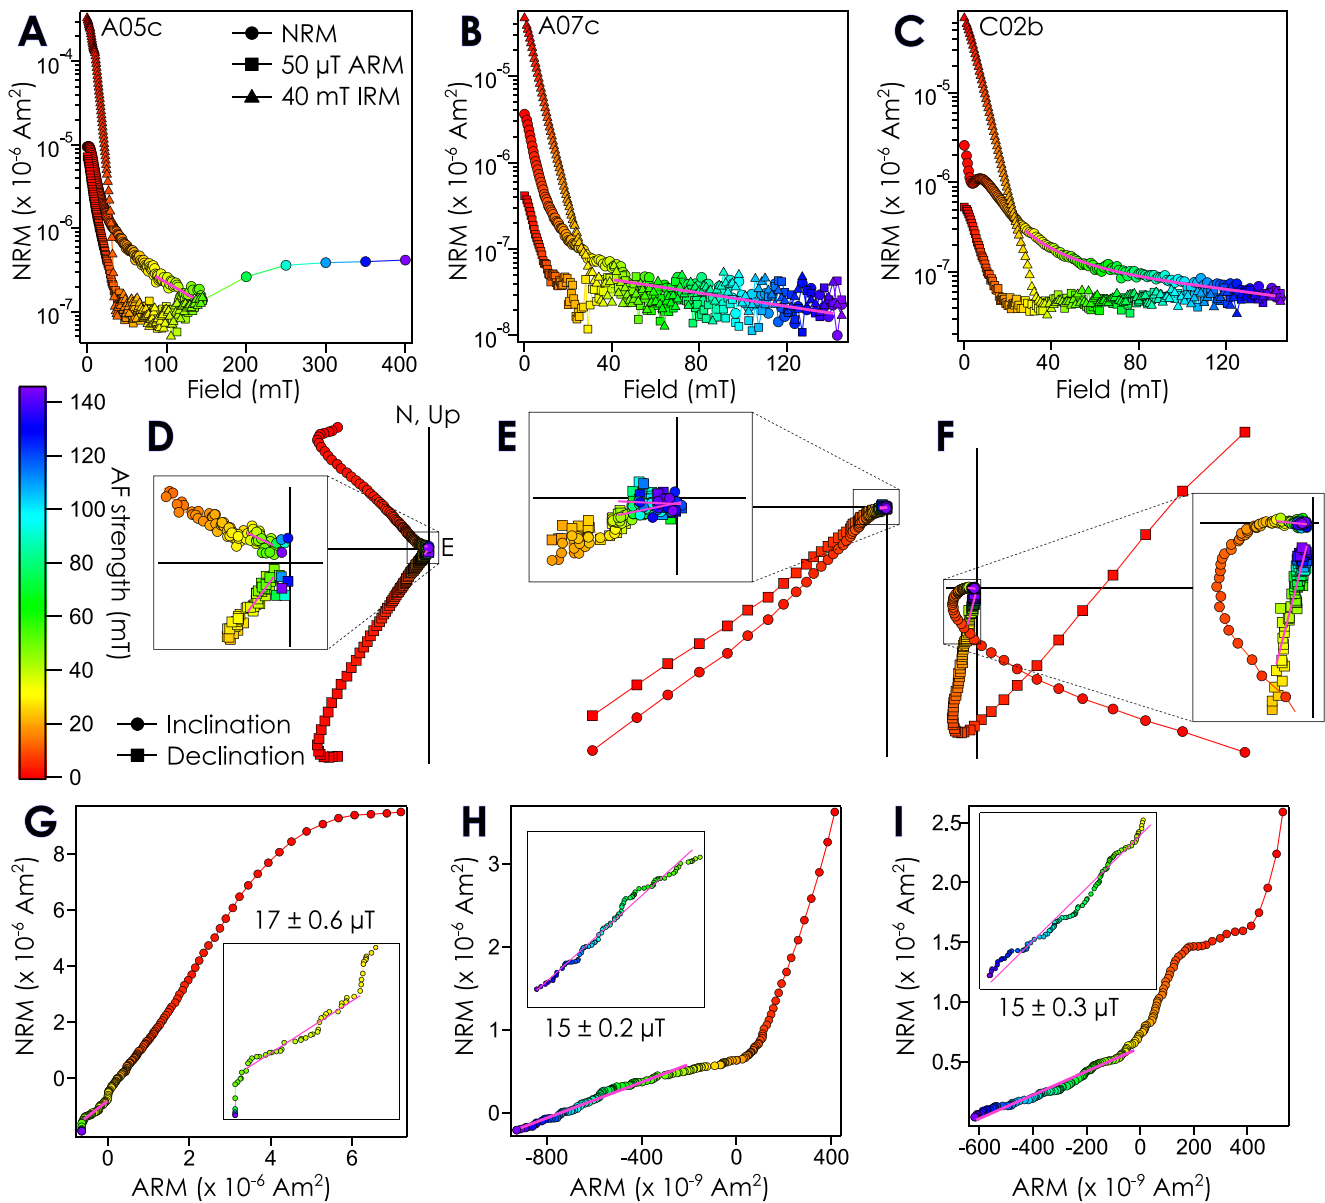 A A05c
NRM
50 µT ARM
40 mT IRM
NRM (x 10-6 Am2)
10-4
10-5
10-6
10-7
0 100 200 300 400
Field (mT)
B A07c
NRM (x 10-6 Am2)
10-5
10-6
10-7
10-8
0 40 80 120
Field (mT)
C C02b
NRM (x 10-6 Am2)
10-5
10-6
10-7
0 40 80 120
Field (mT)
140
120
100
80
60
40
20
0
AF strength (mT)
D N, Up
E
Inclination
Declination
E
F
G
NRM (x 10-6 Am2)
8
6
4
2
0
17 ± 0.6 µT
0 2 4 6
ARM (x 10-6 Am2)
H
NRM (x 10-6 Am2)
3
2
1
0
15 ± 0.2 µT
-800 -400 0 400
ARM (x 10-9 Am2)
I
NRM (x 10-6 Am2)
2.5
2.0
1.5
1.0
0.5
15 ± 0.3 µT
-600 -400 -200 0 200 400
ARM (x 10-9 Am2)